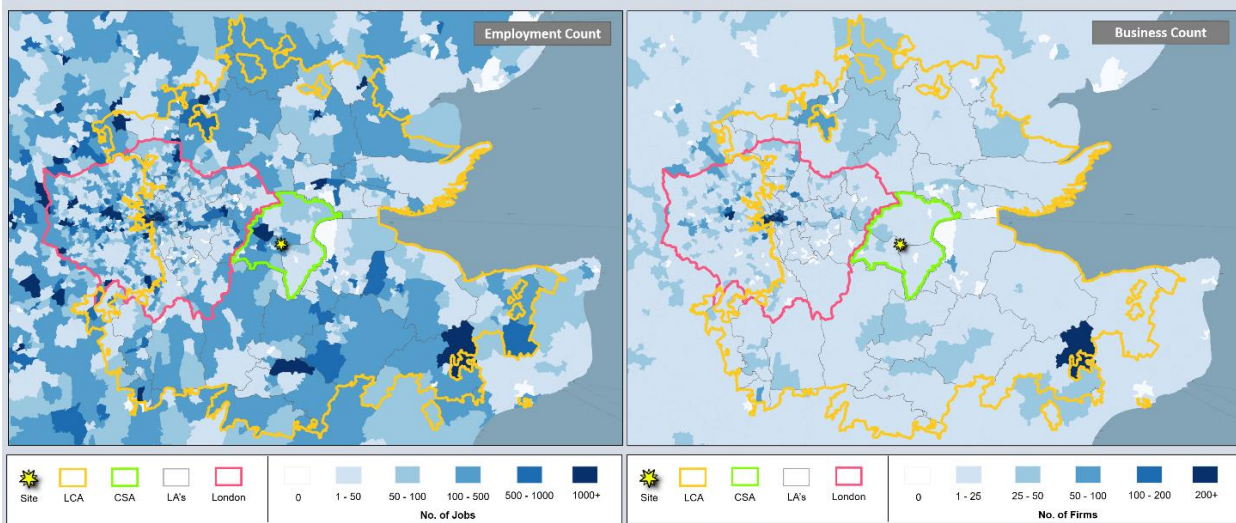 Employment Count
Business Count
Site LCA CSA LA's London
0 1 - 50 50 - 100 100 - 500 500 - 1000 1000+
No. of Jobs
Site LCA CSA LA's London
0 1 - 25 25 - 50 50 - 100 100 - 200 200+
No. of Firms